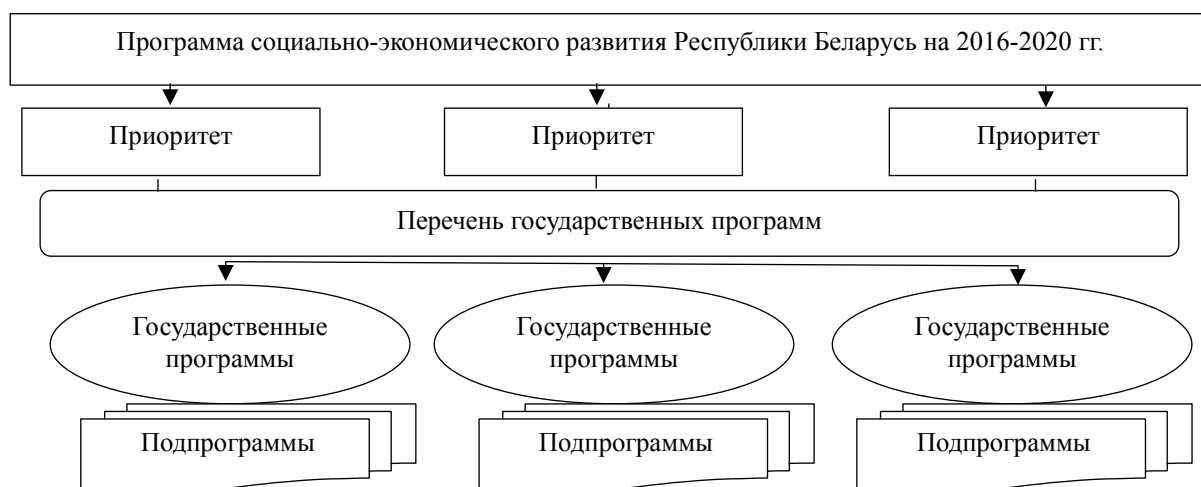 Программа социально-экономического развития Республики Беларусь на 2016-2020 гг.
Приоритет
Приоритет
Приоритет
Перечень государственных программ
Государственные
программы
Государственные
программы
Государственные
программы
Подпрограммы
Подпрограммы
Подпрограммы